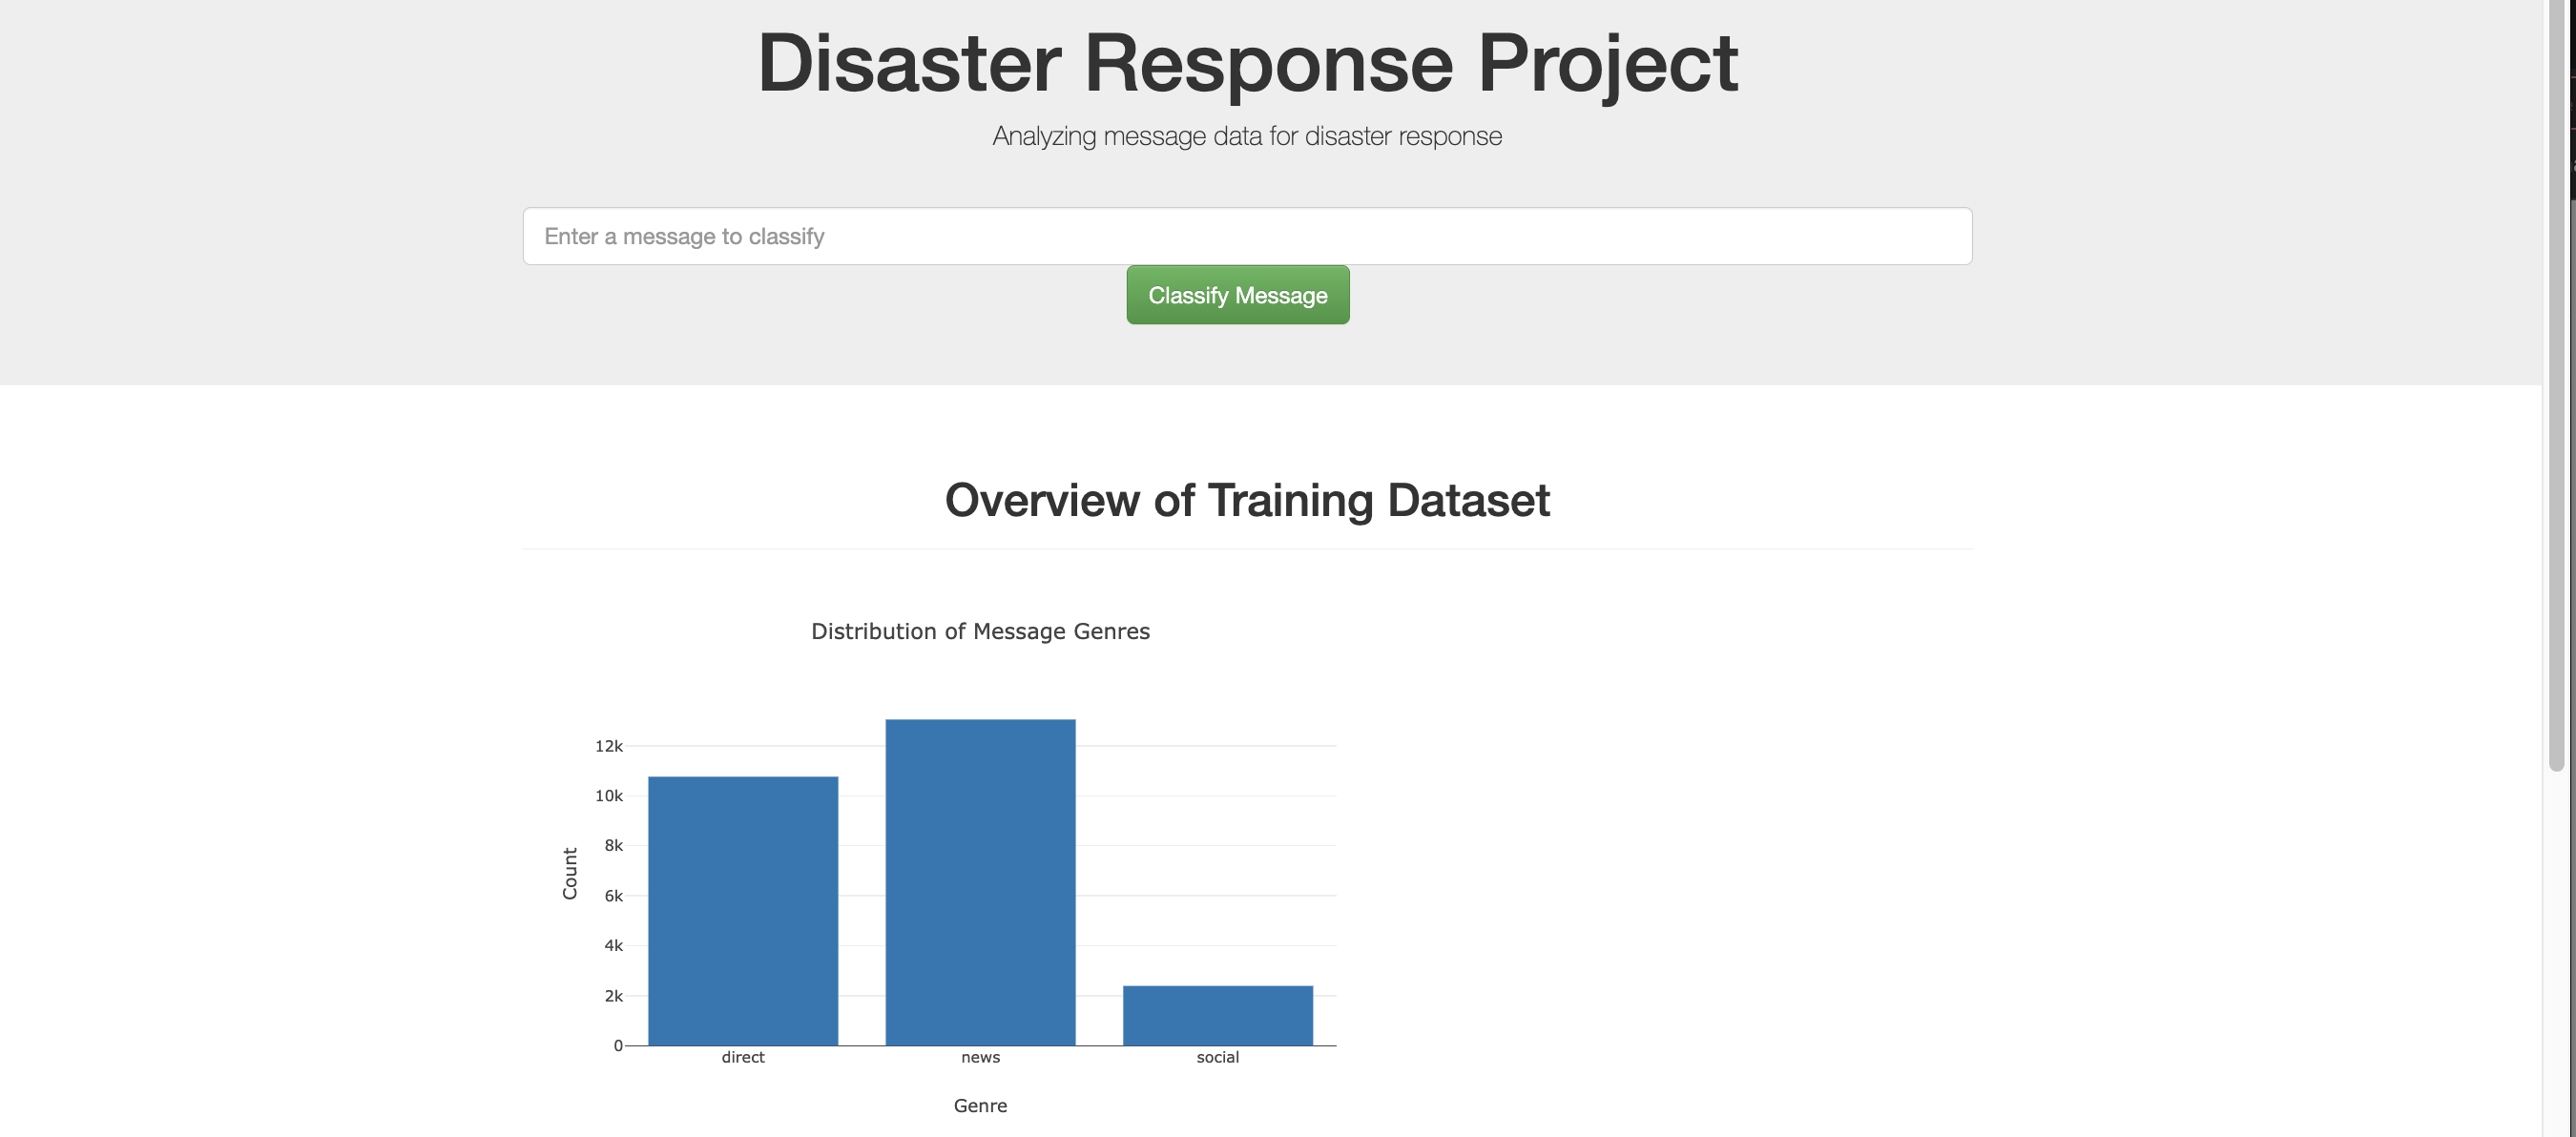 Disaster Response Project
Analyzing message data for disaster response
Enter a message to classify
Classify Message
Overview of Training Dataset
Distribution of Message Genres
12k
10k
8k
6k
4k
2k
0
Count
direct news social
Genre